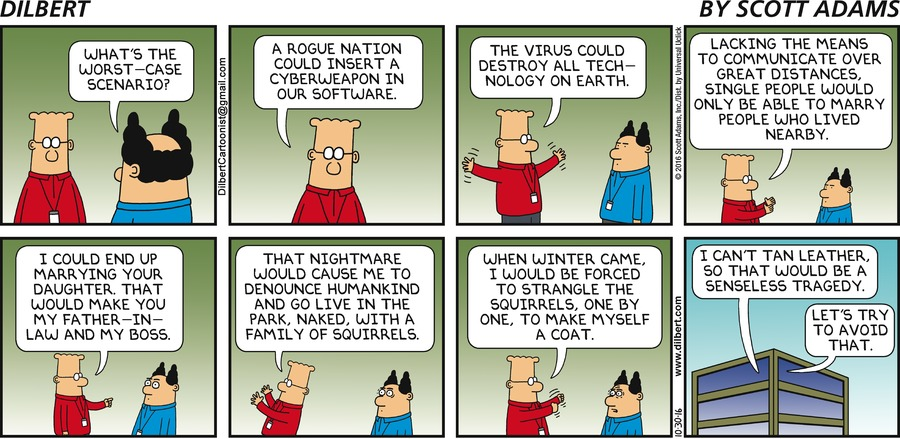 DILBERT
BY SCOTT ADAMS
WHAT'S THE
WORST-CASE
SCENARIO?
DilbertCartoonist@gmail.com
A ROGUE NATION
COULD INSERT A
CYBERWEAPON IN
OUR SOFTWARE.
THE VIRUS COULD
DESTROY ALL TECH-
NOLOGY ON EARTH.
© 2016 Scott Adams, Inc./Dist. by Universal Uclick
LACKING THE MEANS
TO COMMUNICATE OVER
GREAT DISTANCES,
SINGLE PEOPLE WOULD
ONLY BE ABLE TO MARRY
PEOPLE WHO LIVED
NEARBY.
I COULD END UP
MARRYING YOUR
DAUGHTER. THAT
WOULD MAKE YOU
MY FATHER-IN-
LAW AND MY BOSS.
THAT NIGHTMARE
WOULD CAUSE ME TO
DENOUNCE HUMANKIND
AND GO LIVE IN THE
PARK, NAKED, WITH A
FAMILY OF SQUIRRELS.
WHEN WINTER CAME,
I WOULD BE FORCED
TO STRANGLE THE
SQUIRRELS, ONE BY
ONE, TO MAKE MYSELF
A COAT.
10-30-16
www.dilbert.com
I CAN'T TAN LEATHER,
SO THAT WOULD BE A
SENSELESS TRAGEDY.
LET'S TRY
TO AVOID
THAT.